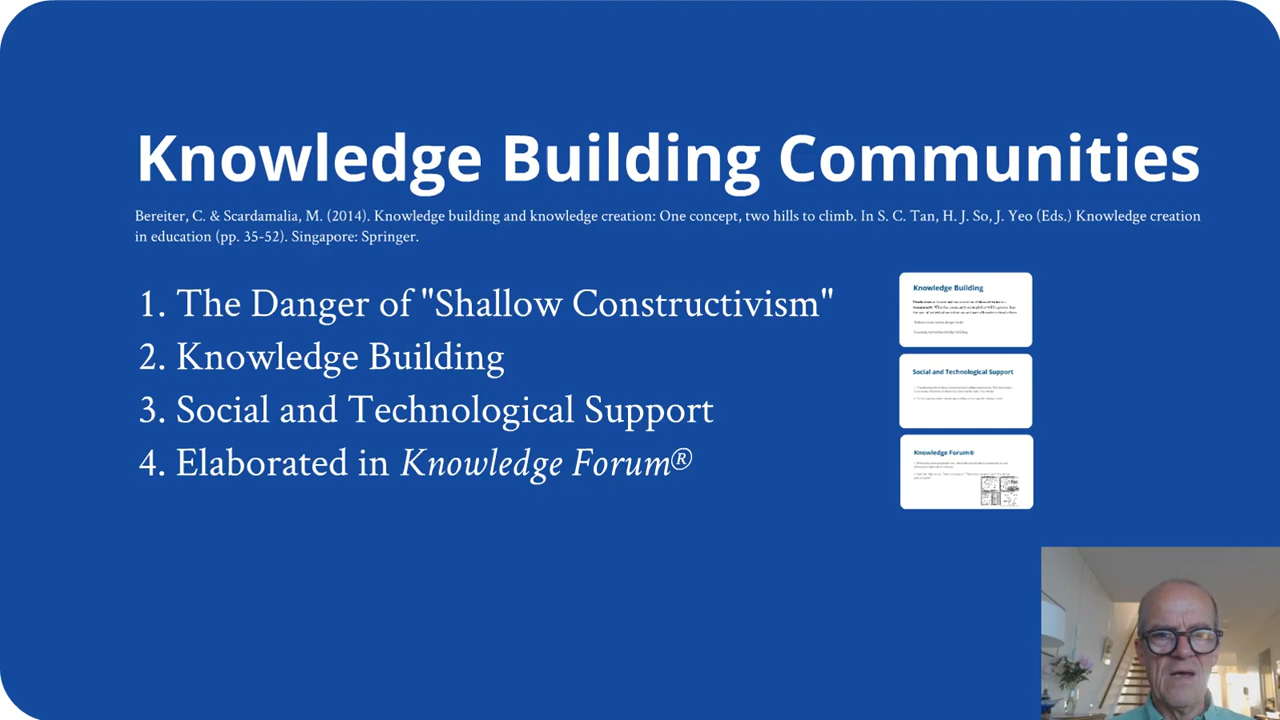 Knowledge Building Communities
Bereiter, C. & Scardamalia, M. (2014). Knowledge building and knowledge creation: One concept, two hills to climb. In S. C. Tan, H. J. So, J. Yeo (Eds.) Knowledge creation
in education (pp. 35-52). Singapore: Springer.
1. The Danger of "Shallow Constructivism"
2. Knowledge Building
3. Social and Technological Support
4. Elaborated in Knowledge Forum®
Knowledge Building
Social and Technological Support
Knowledge Forum®